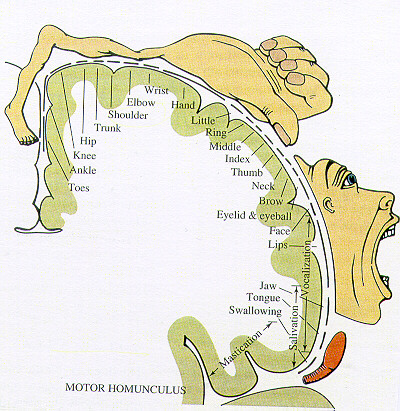 Wrist
Elbow
Shoulder
Trunk
Hip
Knee
Ankle
Toes
Hand
Little
Ring
Middle
Index
Thumb
Neck
Brow
Eyelid & eyeball
Face
Lips
Vocalization
Jaw
Tongue
Swallowing
Salivation
Mastication
MOTOR HOMUNCULUS